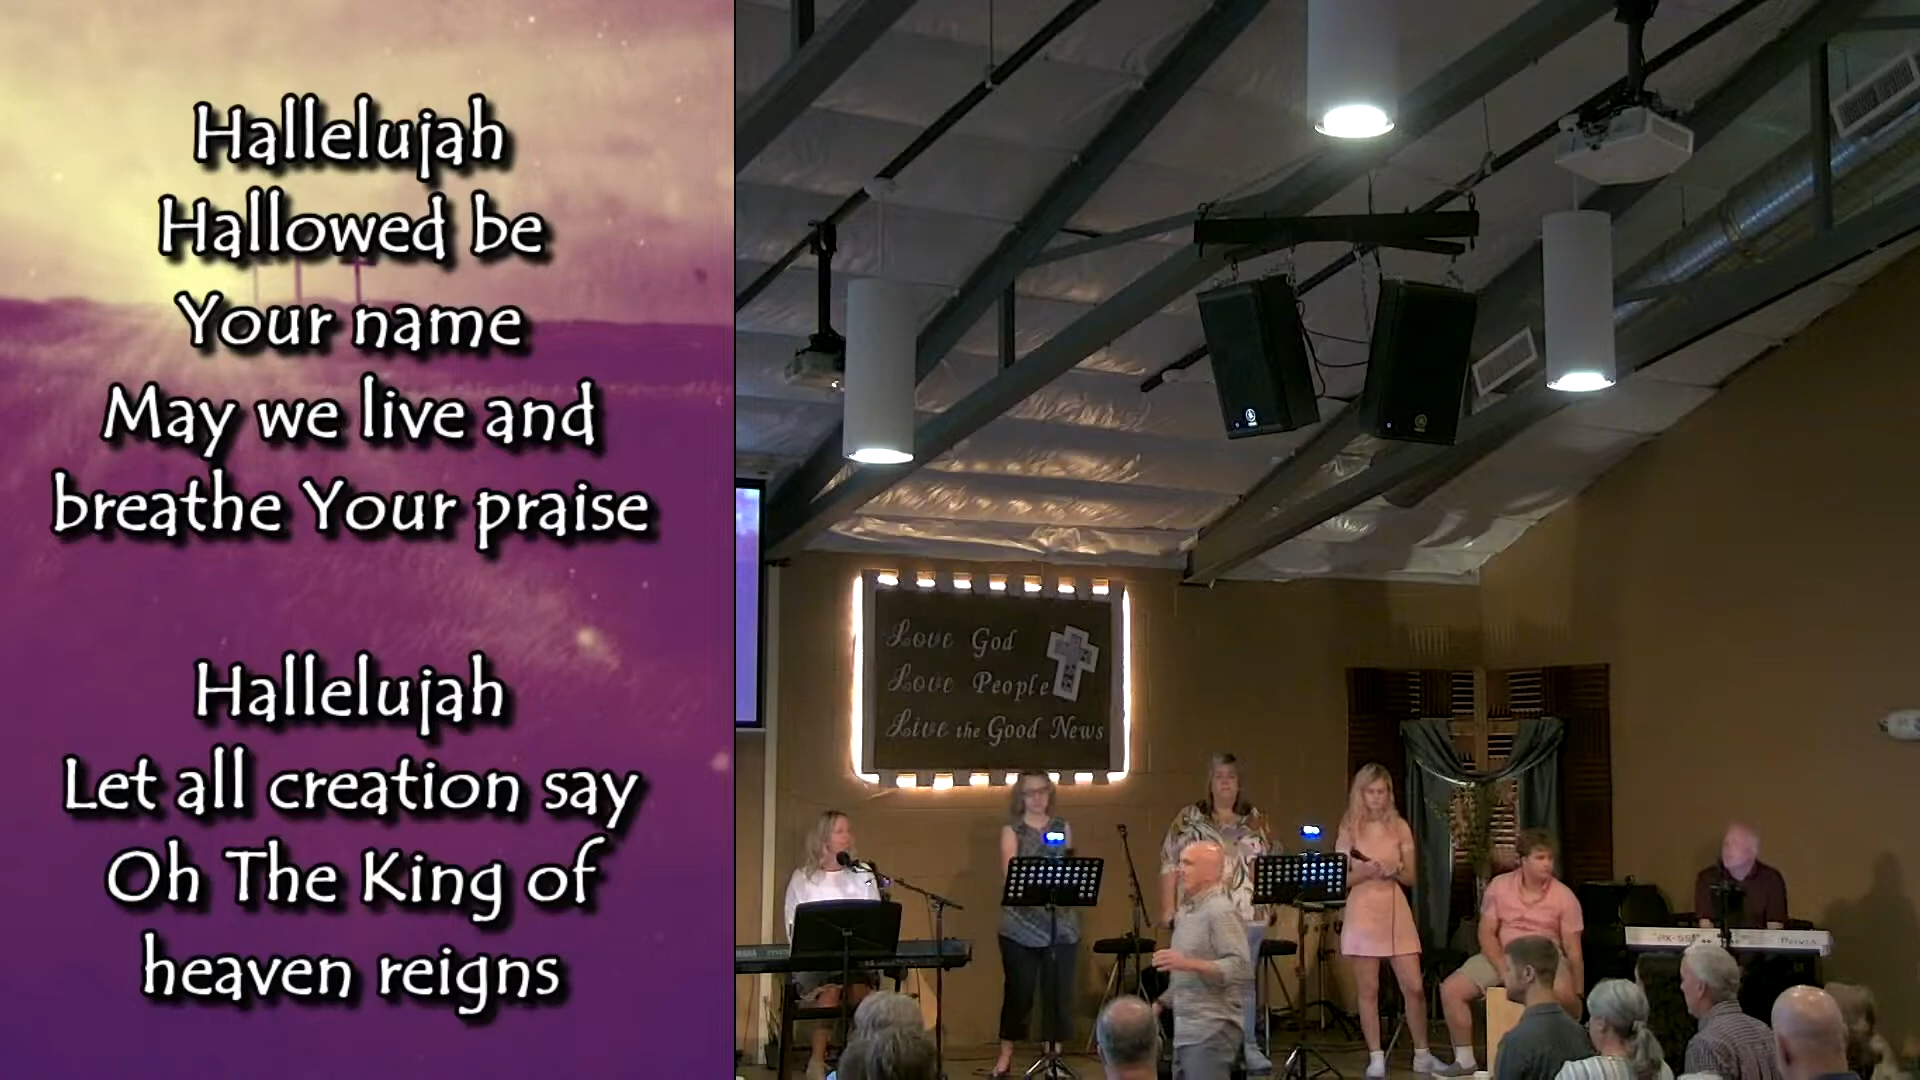 Hallelujah
Hallowed be
Your name
May we live and
breathe Your praise
Hallelujah
Let all creation say
Oh The King of
heaven reigns
Love God
Love People
Live the Good News
YAMAHA